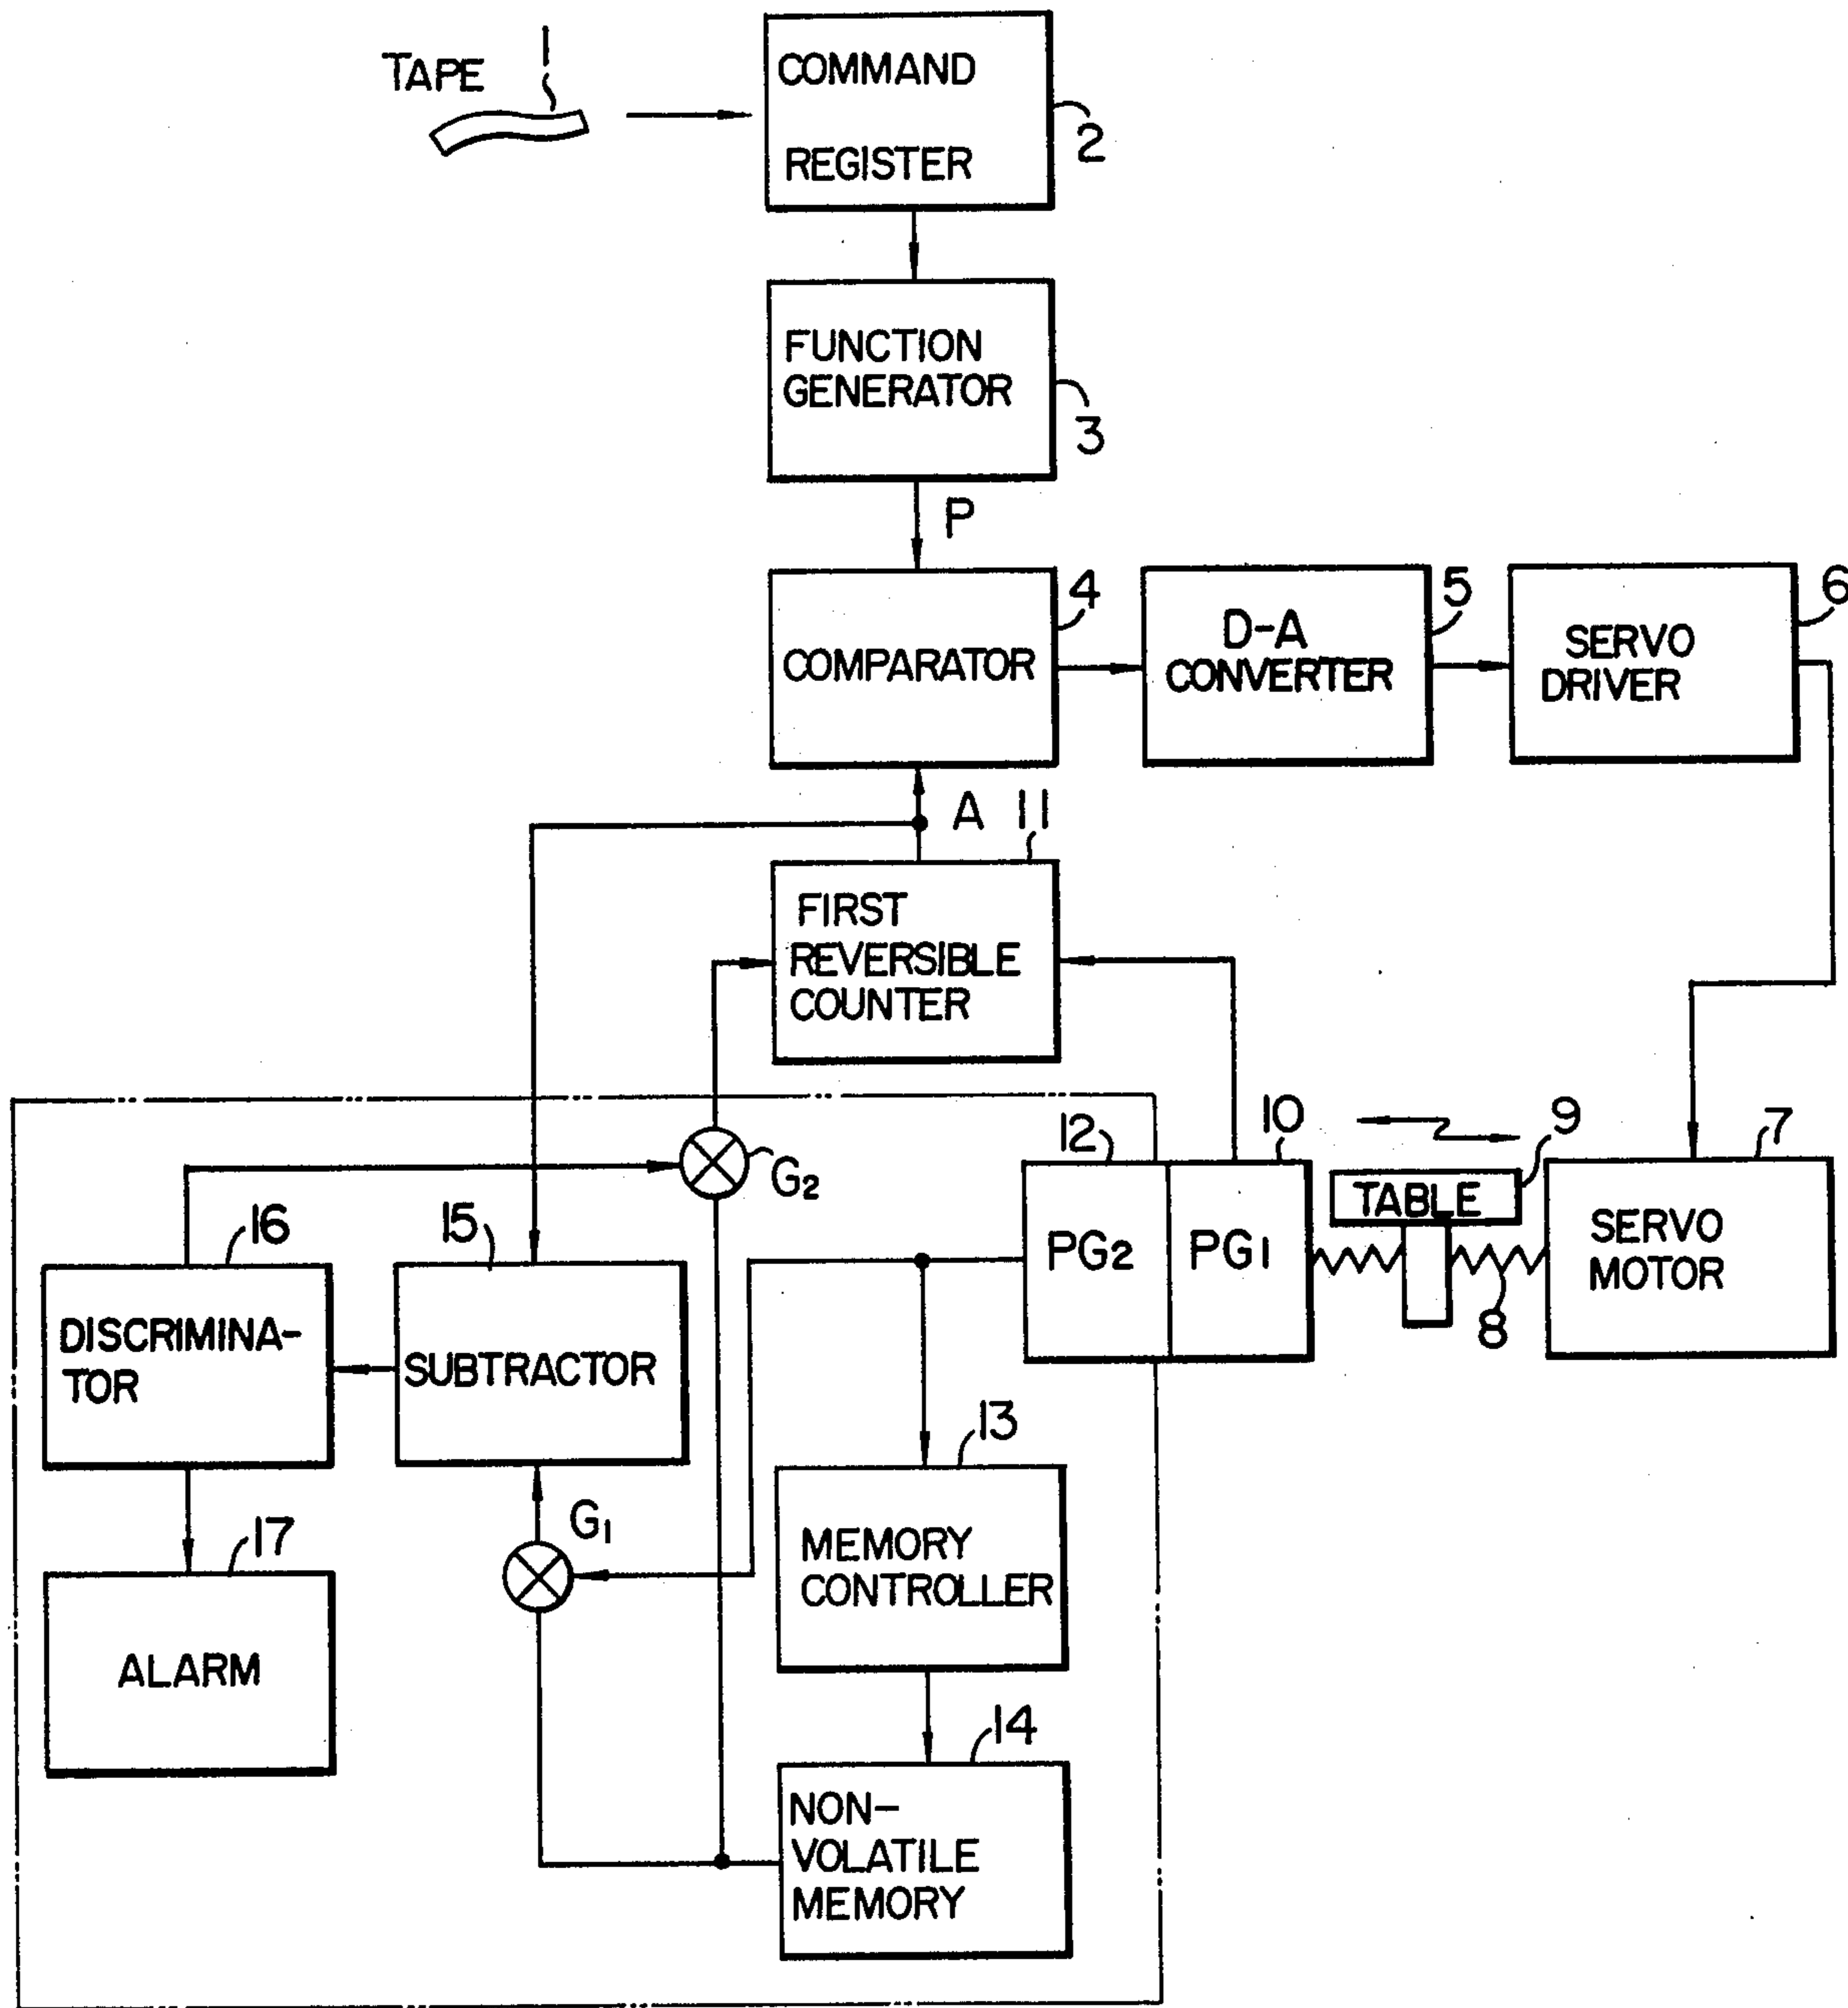 TAPE
1
COMMAND
REGISTER
2
FUNCTION
GENERATOR
3
P
COMPARATOR
4
D-A
CONVERTER
5
SERVO
DRIVER
6
A
11
FIRST
REVERSIBLE
COUNTER
G2
12
PG2
10
PG1
9
TABLE
8
7
SERVO
MOTOR
16
DISCRIMINA-
TOR
15
SUBTRACTOR
13
MEMORY
CONTROLLER
G1
17
ALARM
14
NON-
VOLATILE
MEMORY